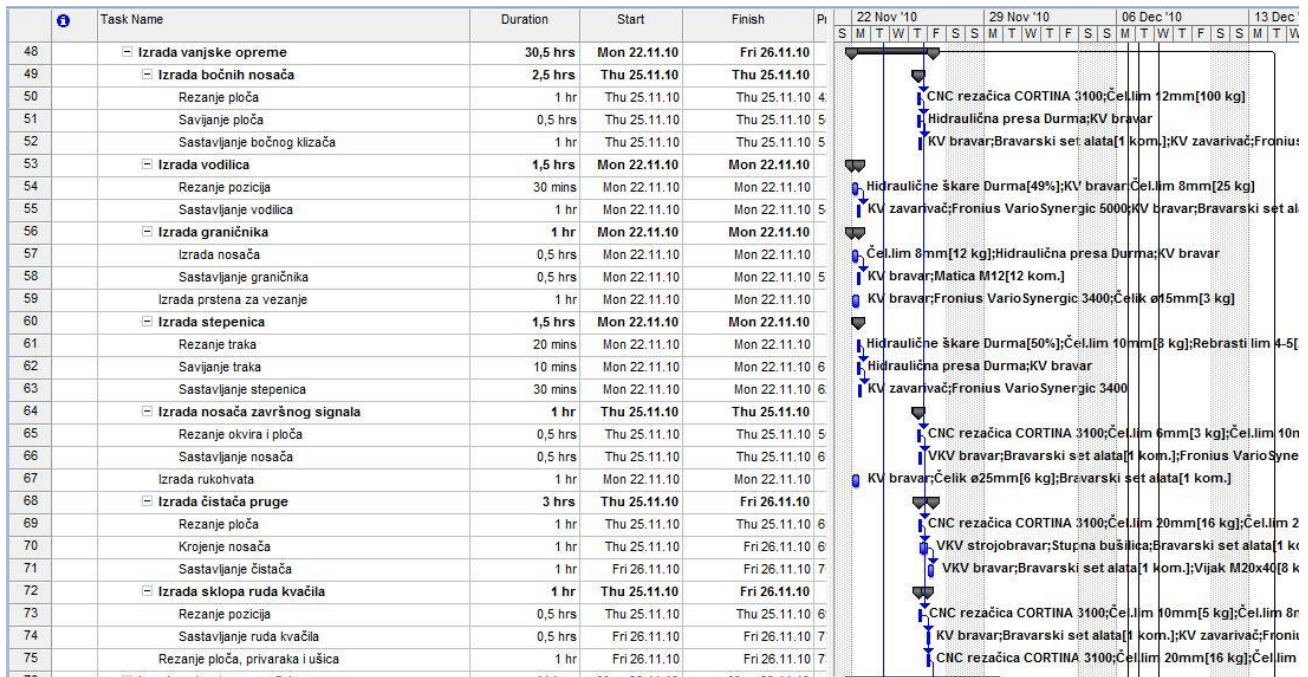 Task Name Duration Start Finish 22 Nov '10 29 Nov '10 06 Dec '10 13 Dec '
S M T W T F S S M T W T F S S M T W T F S S M T W
48 Izrada vanjske opreme 30,5 hrs Mon 22.11.10 Fri 26.11.10
49 Izrada bočnih nosača 2,5 hrs Thu 25.11.10 Thu 25.11.10
50 Rezanje ploča 1 hr Thu 25.11.10 Thu 25.11.10 4 CNC rezačica CORTINA 3100;Čel.lim 12mm[100 kg]
51 Savijanje ploča 0,5 hrs Thu 25.11.10 Thu 25.11.10 5 Hidraulična presa Durma;KV bravar
52 Sastavljanje bočnog klizača 1 hr Thu 25.11.10 Thu 25.11.10 5 KV bravar;Bravarski set alata[1 kom.];KV zavarivač;Fronius
53 Izrada vodilica 1,5 hrs Mon 22.11.10 Mon 22.11.10
54 Rezanje pozicija 30 mins Mon 22.11.10 Mon 22.11.10 Hidraulične škare Durma[49%];KV bravar;Čel.lim 8mm[25 kg]
55 Sastavljanje vodilica 1 hr Mon 22.11.10 Mon 22.11.10 5 KV zavarivač;Fronius VarioSynergic 5000;KV bravar;Bravarski set al
56 Izrada graničnika 1 hr Mon 22.11.10 Mon 22.11.10
57 Izrada nosača 0,5 hrs Mon 22.11.10 Mon 22.11.10 Čel.lim 8mm[12 kg];Hidraulična presa Durma;KV bravar
58 Sastavljanje graničnika 0,5 hrs Mon 22.11.10 Mon 22.11.10 5 KV bravar;Matica M12[12 kom.]
59 Izrada prstena za vezanje 1 hr Mon 22.11.10 Mon 22.11.10 KV bravar;Fronius VarioSynergic 3400;Čelik ø15mm[3 kg]
60 Izrada stepenica 1,5 hrs Mon 22.11.10 Mon 22.11.10
61 Rezanje traka 20 mins Mon 22.11.10 Mon 22.11.10 Hidraulične škare Durma[50%];Čel.lim 10mm[8 kg];Rebrasti lim 4-5[
62 Savijanje traka 10 mins Mon 22.11.10 Mon 22.11.10 6 Hidraulična presa Durma;KV bravar
63 Sastavljanje stepenica 30 mins Mon 22.11.10 Mon 22.11.10 6 KV zavarivač;Fronius VarioSynergic 3400
64 Izrada nosača završnog signala 1 hr Thu 25.11.10 Thu 25.11.10
65 Rezanje okvira i ploča 0,5 hrs Thu 25.11.10 Thu 25.11.10 5 CNC rezačica CORTINA 3100;Čel.lim 6mm[3 kg];Čel.lim 10m
66 Sastavljanje nosača 0,5 hrs Thu 25.11.10 Thu 25.11.10 6 VKV bravar;Bravarski set alata[1 kom.];Fronius VarioSyne
67 Izrada rukohvata 1 hr Mon 22.11.10 Mon 22.11.10 KV bravar;Čelik ø25mm[6 kg];Bravarski set alata[1 kom.]
68 Izrada čistača pruge 3 hrs Thu 25.11.10 Fri 26.11.10
69 Rezanje ploča 1 hr Thu 25.11.10 Thu 25.11.10 6 CNC rezačica CORTINA 3100;Čel.lim 20mm[16 kg];Čel.lim 2
70 Krojenje nosača 1 hr Thu 25.11.10 Fri 26.11.10 6 VKV strojobravar;Stupna bušilica;Bravarski set alata[1 ko
71 Sastavljanje čistača 1 hr Fri 26.11.10 Fri 26.11.10 7 VKV bravar;Bravarski set alata[1 kom.];Vijak M20x40[8 k
72 Izrada sklopa ruda kvačila 1 hr Thu 25.11.10 Fri 26.11.10
73 Rezanje pozicija 0,5 hrs Thu 25.11.10 Thu 25.11.10 6 CNC rezačica CORTINA 3100;Čel.lim 10mm[5 kg];Čel.lim 8m
74 Sastavljanje ruda kvačila 0,5 hrs Fri 26.11.10 Fri 26.11.10 7 KV bravar;Bravarski set alata[1 kom.];KV zavarivač;Froniu
75 Rezanje ploča, privaraka i ušica 1 hr Fri 26.11.10 Fri 26.11.10 7 CNC rezačica CORTINA 3100;Čel.lim 20mm[16 kg];Čel.lim